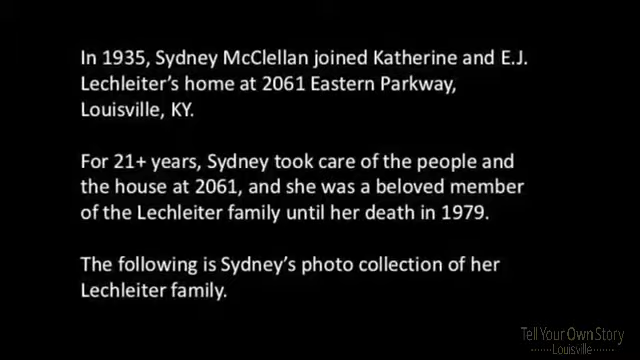 In 1935, Sydney McClellan joined Katherine and E.J.
Lechleiter's home at 2061 Eastern Parkway,
Louisville, KY.
For 21+ years, Sydney took care of the people and
the house at 2061, and she was a beloved member
of the Lechleiter family until her death in 1979.
The following is Sydney's photo collection of her
Lechleiter family.
Tell Your Own Story
Louisville